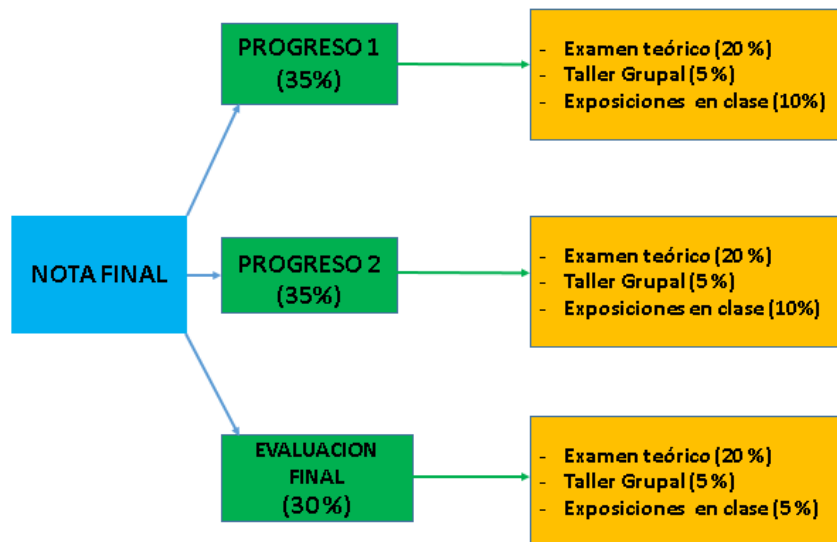 PROGRESO 1
(35%)
- Examen teórico (20%)
- Taller Grupal (5%)
- Exposiciones en clase (10%)
NOTA FINAL
PROGRESO 2
(35%)
- Examen teórico (20%)
- Taller Grupal (5%)
- Exposiciones en clase (10%)
EVALUACION
FINAL
(30%)
- Examen teórico (20%)
- Taller Grupal (5%)
- Exposiciones en clase (5%)